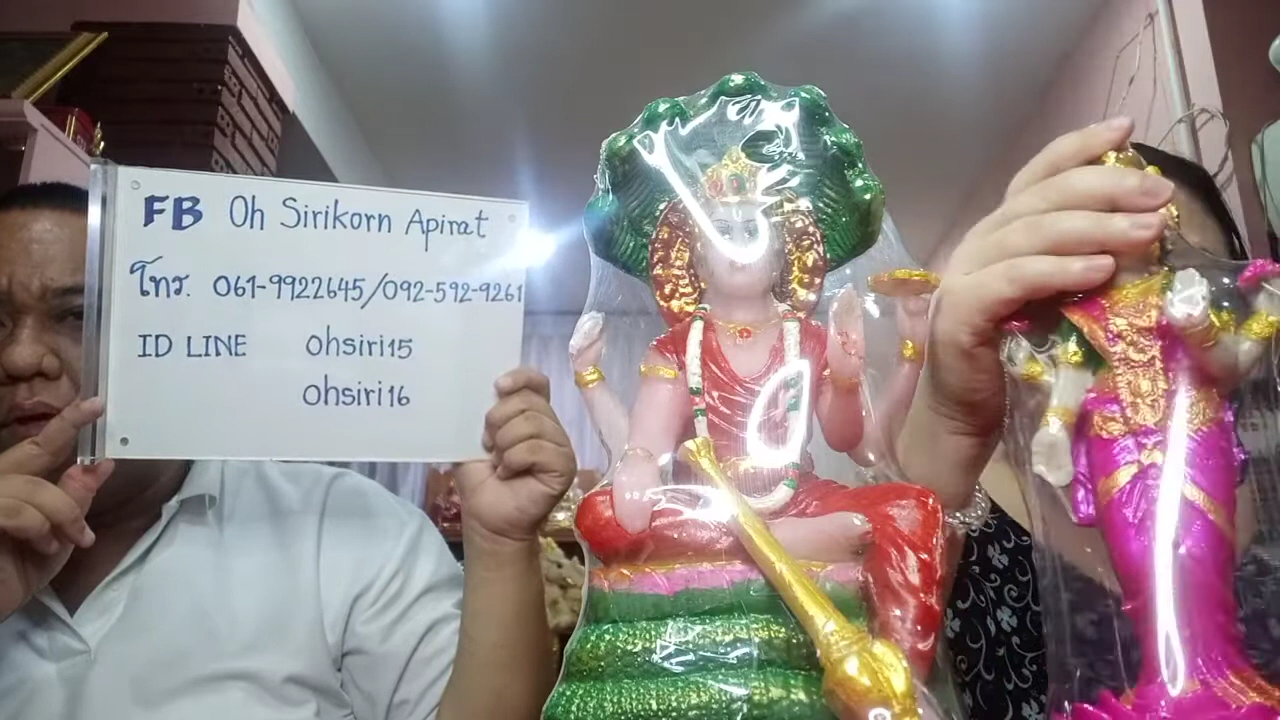 FB Oh Sirikorn Apirat
โทร. 061-9922645/092-592-9261
ID LINE ohsiri15
ohsiri16